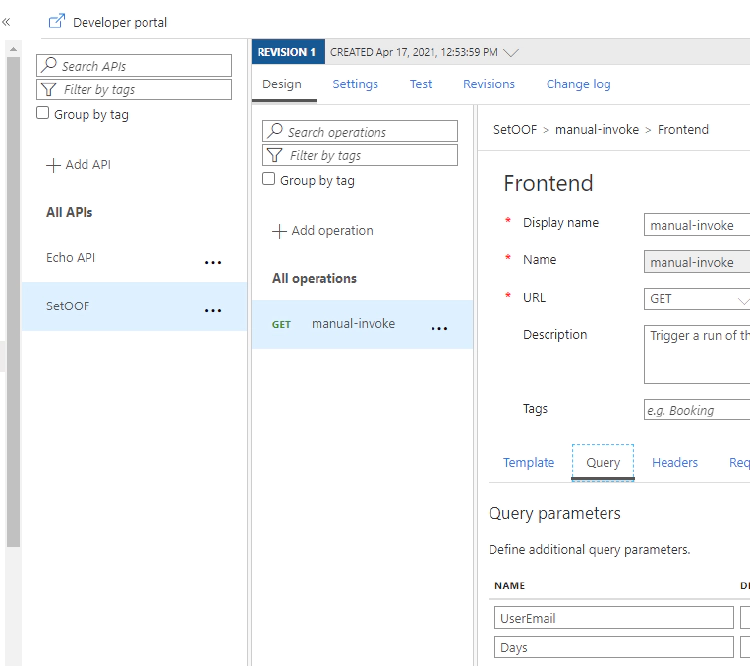 «
Developer portal
Search APIs
Filter by tags
Group by tag
+ Add API
All APIs
Echo API ...
SetOOF ...
REVISION 1 CREATED Apr 17, 2021, 12:53:59 PM
Design Settings Test Revisions Change log
Search operations
Filter by tags
Group by tag
+ Add operation
All operations
GET manual-invoke ...
SetOOF > manual-invoke > Frontend
Frontend
* Display name manual-invoke
* Name manual-invoke
* URL GET
Description Trigger a run of th
Tags e.g. Booking
Template Query Headers Req
Query parameters
Define additional query parameters.
NAME
UserEmail
Days